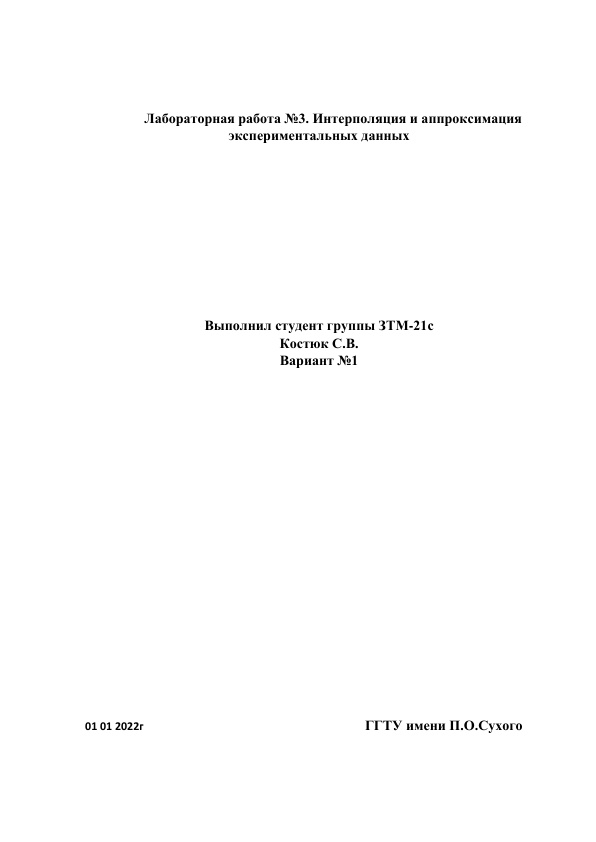 Лабораторная работа №3. Интерполяция и аппроксимация
экспериментальных данных
Выполнил студент группы ЗТМ-21с
Костюк С.В.
Вариант №1
01 01 2022г ГГТУ имени П.О.Сухого